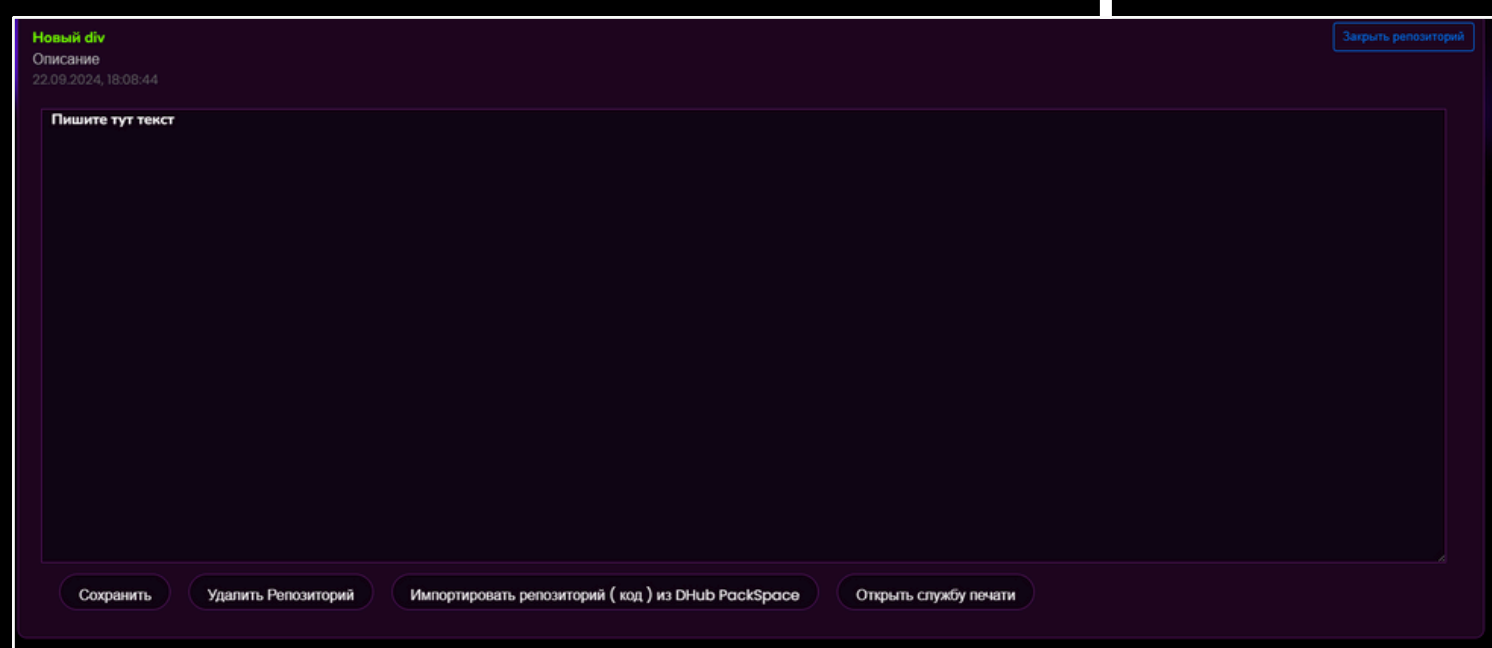 Новый div
Закрыть репозиторий
Описание
22.09.2024, 18:08:44
Пишите тут текст
Сохранить
Удалить Репозиторий
Импортировать репозиторий ( код ) из DHub PackSpace
Открыть службу печати